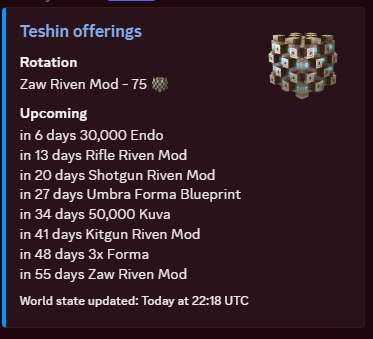 Teshin offerings
Rotation
Zaw Riven Mod - 75
Upcoming
in 6 days 30,000 Endo
in 13 days Rifle Riven Mod
in 20 days Shotgun Riven Mod
in 27 days Umbra Forma Blueprint
in 34 days 50,000 Kuva
in 41 days Kitgun Riven Mod
in 48 days 3x Forma
in 55 days Zaw Riven Mod
World state updated: Today at 22:18 UTC